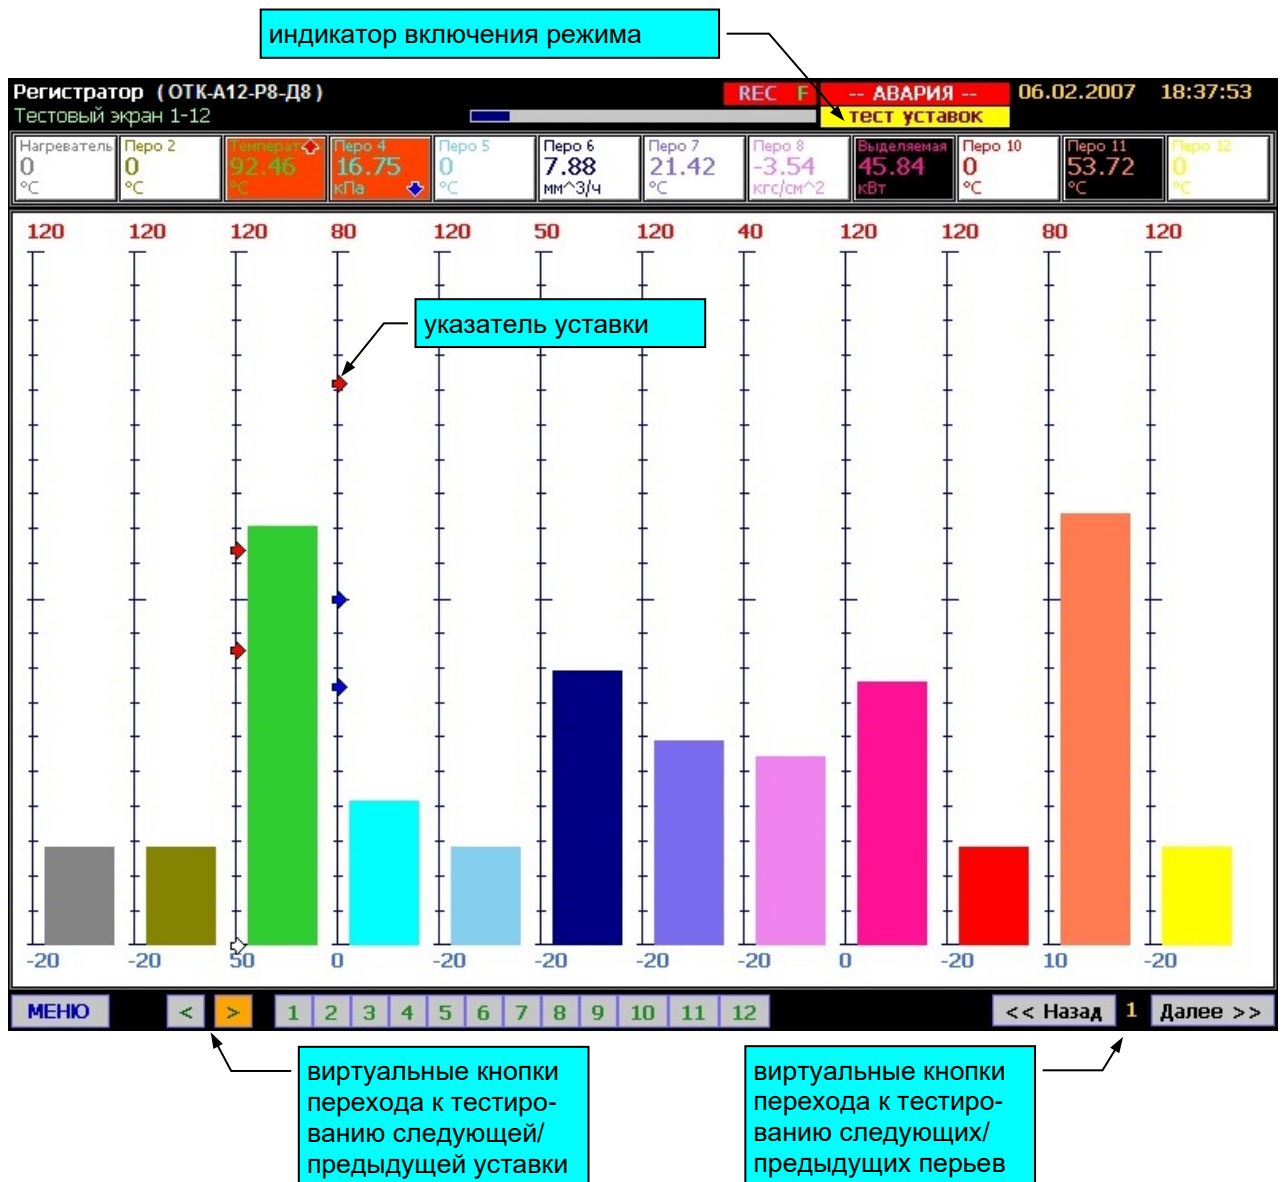 индикатор включения режима
Регистратор (ОТК-А12-Р8-Д8) REC F -- АВАРИЯ -- 06.02.2007 18:37:53
Тестовый экран 1-12 тест уставок
Нагреватель Перо 2 Температ Перо 4 Перо 5 Перо 6 Перо 7 Перо 8 Выделяемая Перо 10 Перо 11 Перо 12
0 0 92.46 16.75 0 7.88 21.42 -3.54 45.84 0 53.72 0
°C °C °C кПа °C мм^3/ч °C кгс/см^2 кВт °C °C °C
120 120 120 80 120 50 120 40 120 120 80 120
указатель уставки
-20 -20 50 0 -20 -20 -20 -20 0 -20 10 -20
МЕНЮ < > 1 2 3 4 5 6 7 8 9 10 11 12 << Назад 1 Далее >>
виртуальные кнопки
перехода к тестиро-
ванию следующей/
предыдущей уставки
виртуальные кнопки
перехода к тестиро-
ванию следующих/
предыдущих перьев